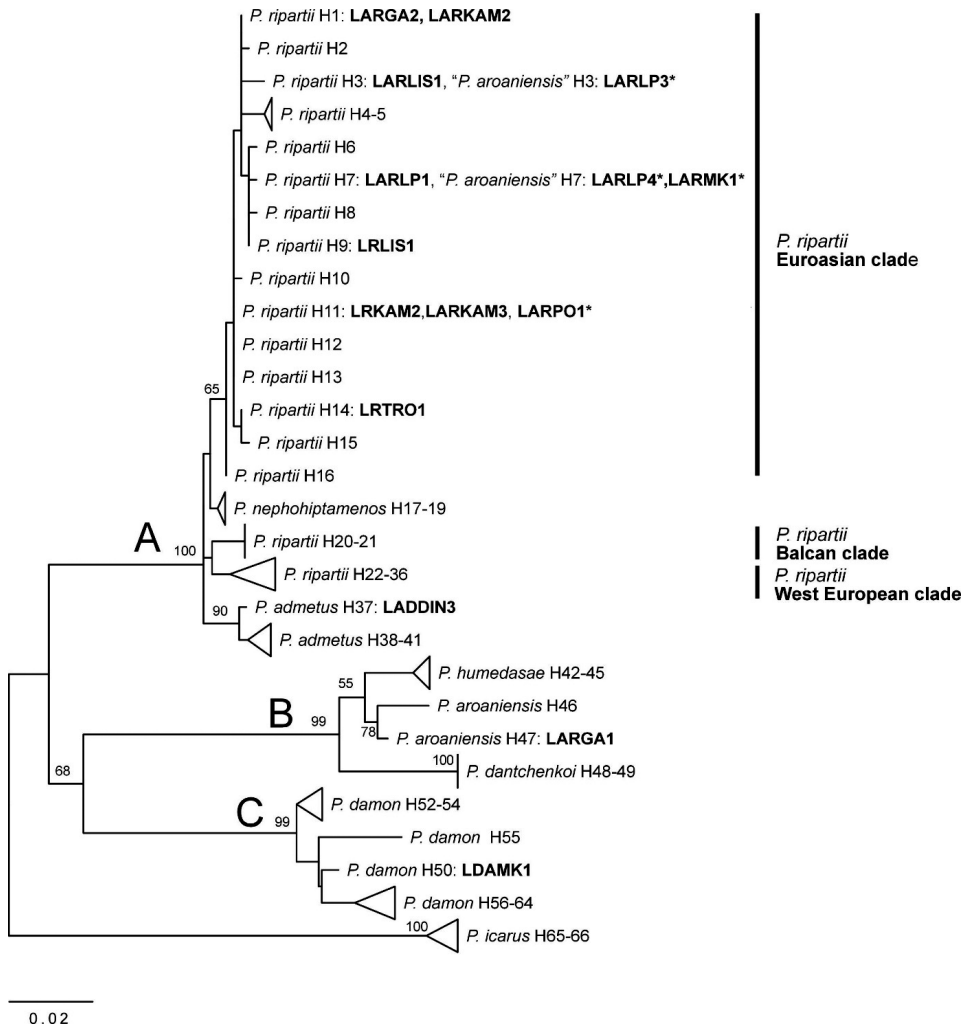 P. ripartii H1: LARGA2, LARKAM2
P. ripartii H2
P. ripartii H3: LARLIS1, “P. aroaniensis” H3: LARLP3*
P. ripartii H4-5
P. ripartii H6
P. ripartii H7: LARLP1, “P. aroaniensis” H7: LARLP4*,LARMK1*
P. ripartii H8
P. ripartii H9: LRLIS1
P. ripartii
Euroasian clade
P. ripartii H10
P. ripartii H11: LRKAM2,LARKAM3, LARPO1*
P. ripartii H12
P. ripartii H13
65
P. ripartii H14: LRTRO1
P. ripartii H15
P. ripartii H16
P. nephohiptamenos H17-19
A
100
P. ripartii H20-21
P. ripartii
Balcan clade
P. ripartii H22-36
P. ripartii
West European clade
90
P. admetus H37: LADDIN3
P. admetus H38-41
P. humedasae H42-45
55
P. aroaniensis H46
B
99
78
P. aroaniensis H47: LARGA1
100
P. dantchenkoi H48-49
68
P. damon H52-54
C
99
P. damon H55
P. damon H50: LDAMK1
P. damon H56-64
100
P. icarus H65-66
0.02